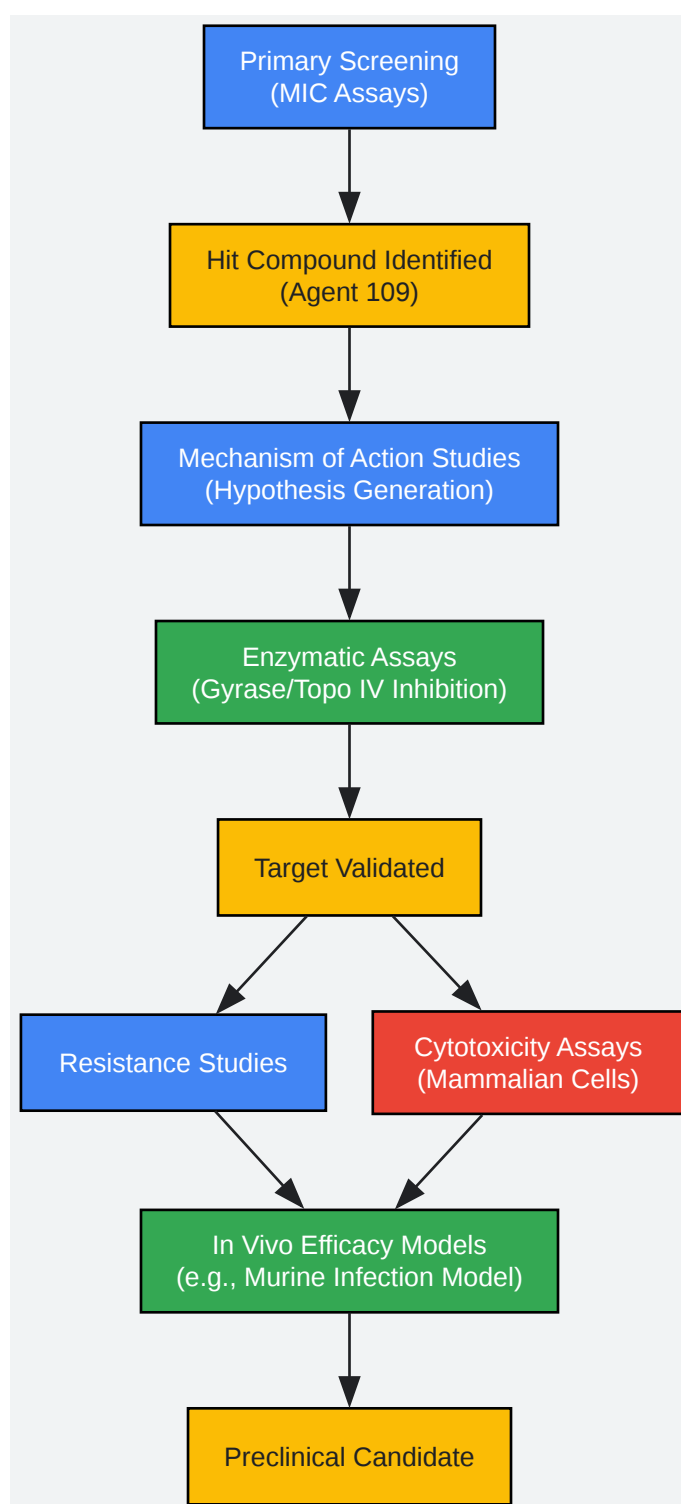 Primary Screening
(MIC Assays)
Hit Compound Identified
(Agent 109)
Mechanism of Action Studies
(Hypothesis Generation)
Enzymatic Assays
(Gyrase/Topo IV Inhibition)
Target Validated
Resistance Studies
Cytotoxicity Assays
(Mammalian Cells)
In Vivo Efficacy Models
(e.g., Murine Infection Model)
Preclinical Candidate